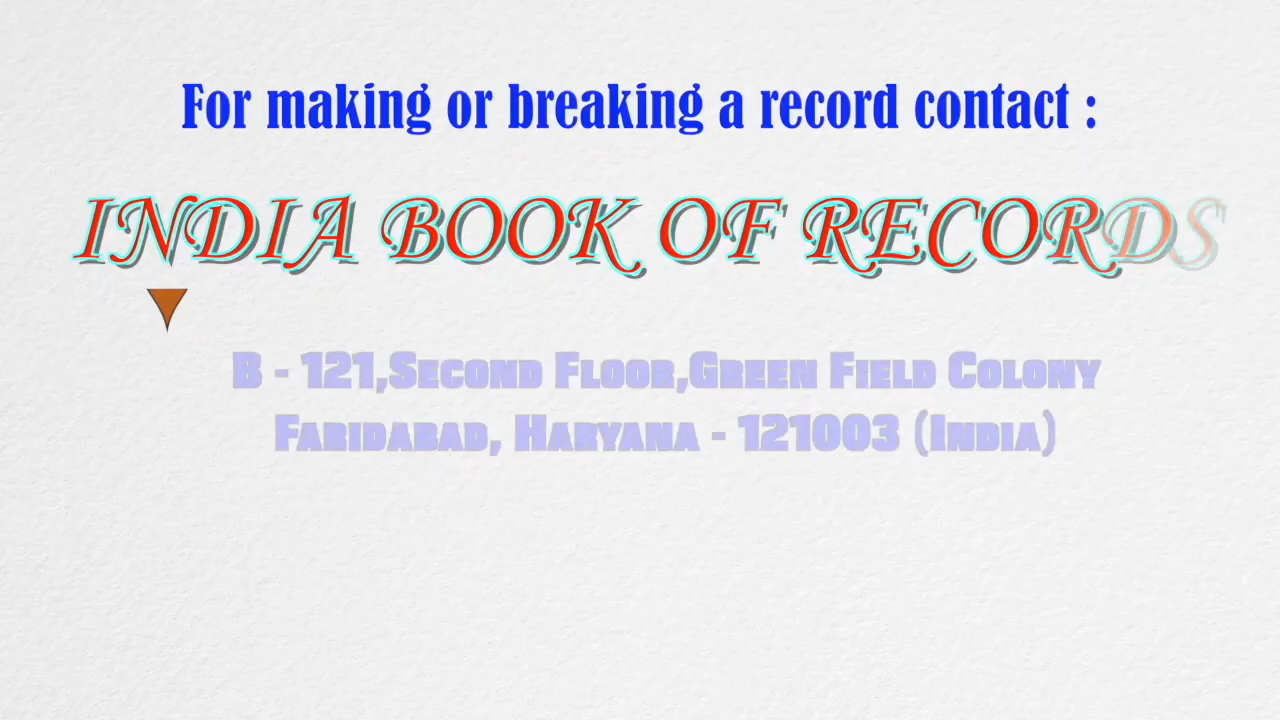 For making or breaking a record contact :
INDIA BOOK OF RECORDS
B - 121,Second Floor,Green Field Colony
Faridabad, Haryana - 121003 (India)